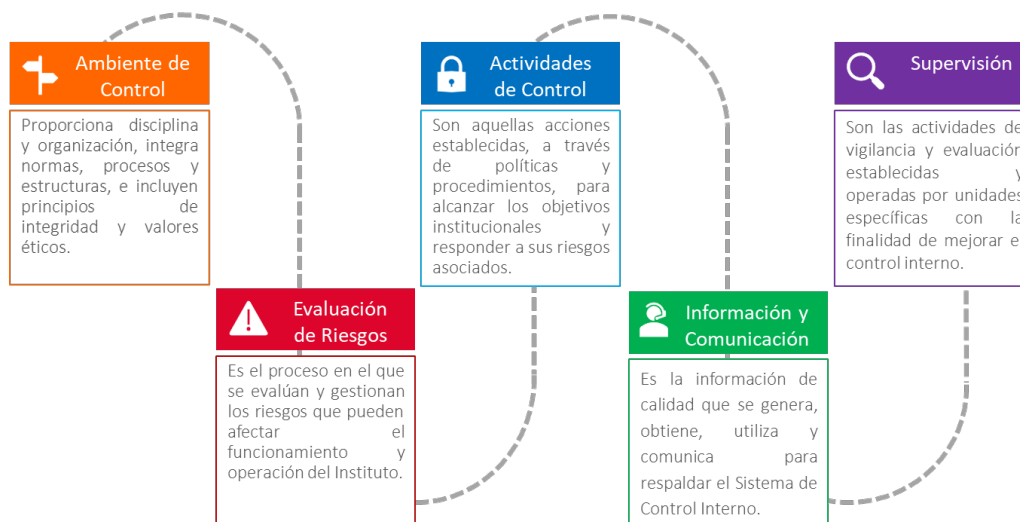 Ambiente de
Control
Proporciona disciplina
y organización, integra
normas, procesos y
estructuras, e incluyen
principios de
integridad y valores
éticos.
Evaluación
de Riesgos
Es el proceso en el que
se evalúan y gestionan
los riesgos que pueden
afectar el
funcionamiento y
operación del Instituto.
Actividades
de Control
Son aquellas acciones
establecidas, a través
de políticas y
procedimientos, para
alcanzar los objetivos
institucionales y
responder a sus riesgos
asociados.
Información y
Comunicación
Es la información de
calidad que se genera,
obtiene, utiliza y
comunica para
respaldar el Sistema de
Control Interno.
Supervisión
Son las actividades de
vigilancia y evaluación
establecidas y
operadas por unidades
específicas con la
finalidad de mejorar el
control interno.